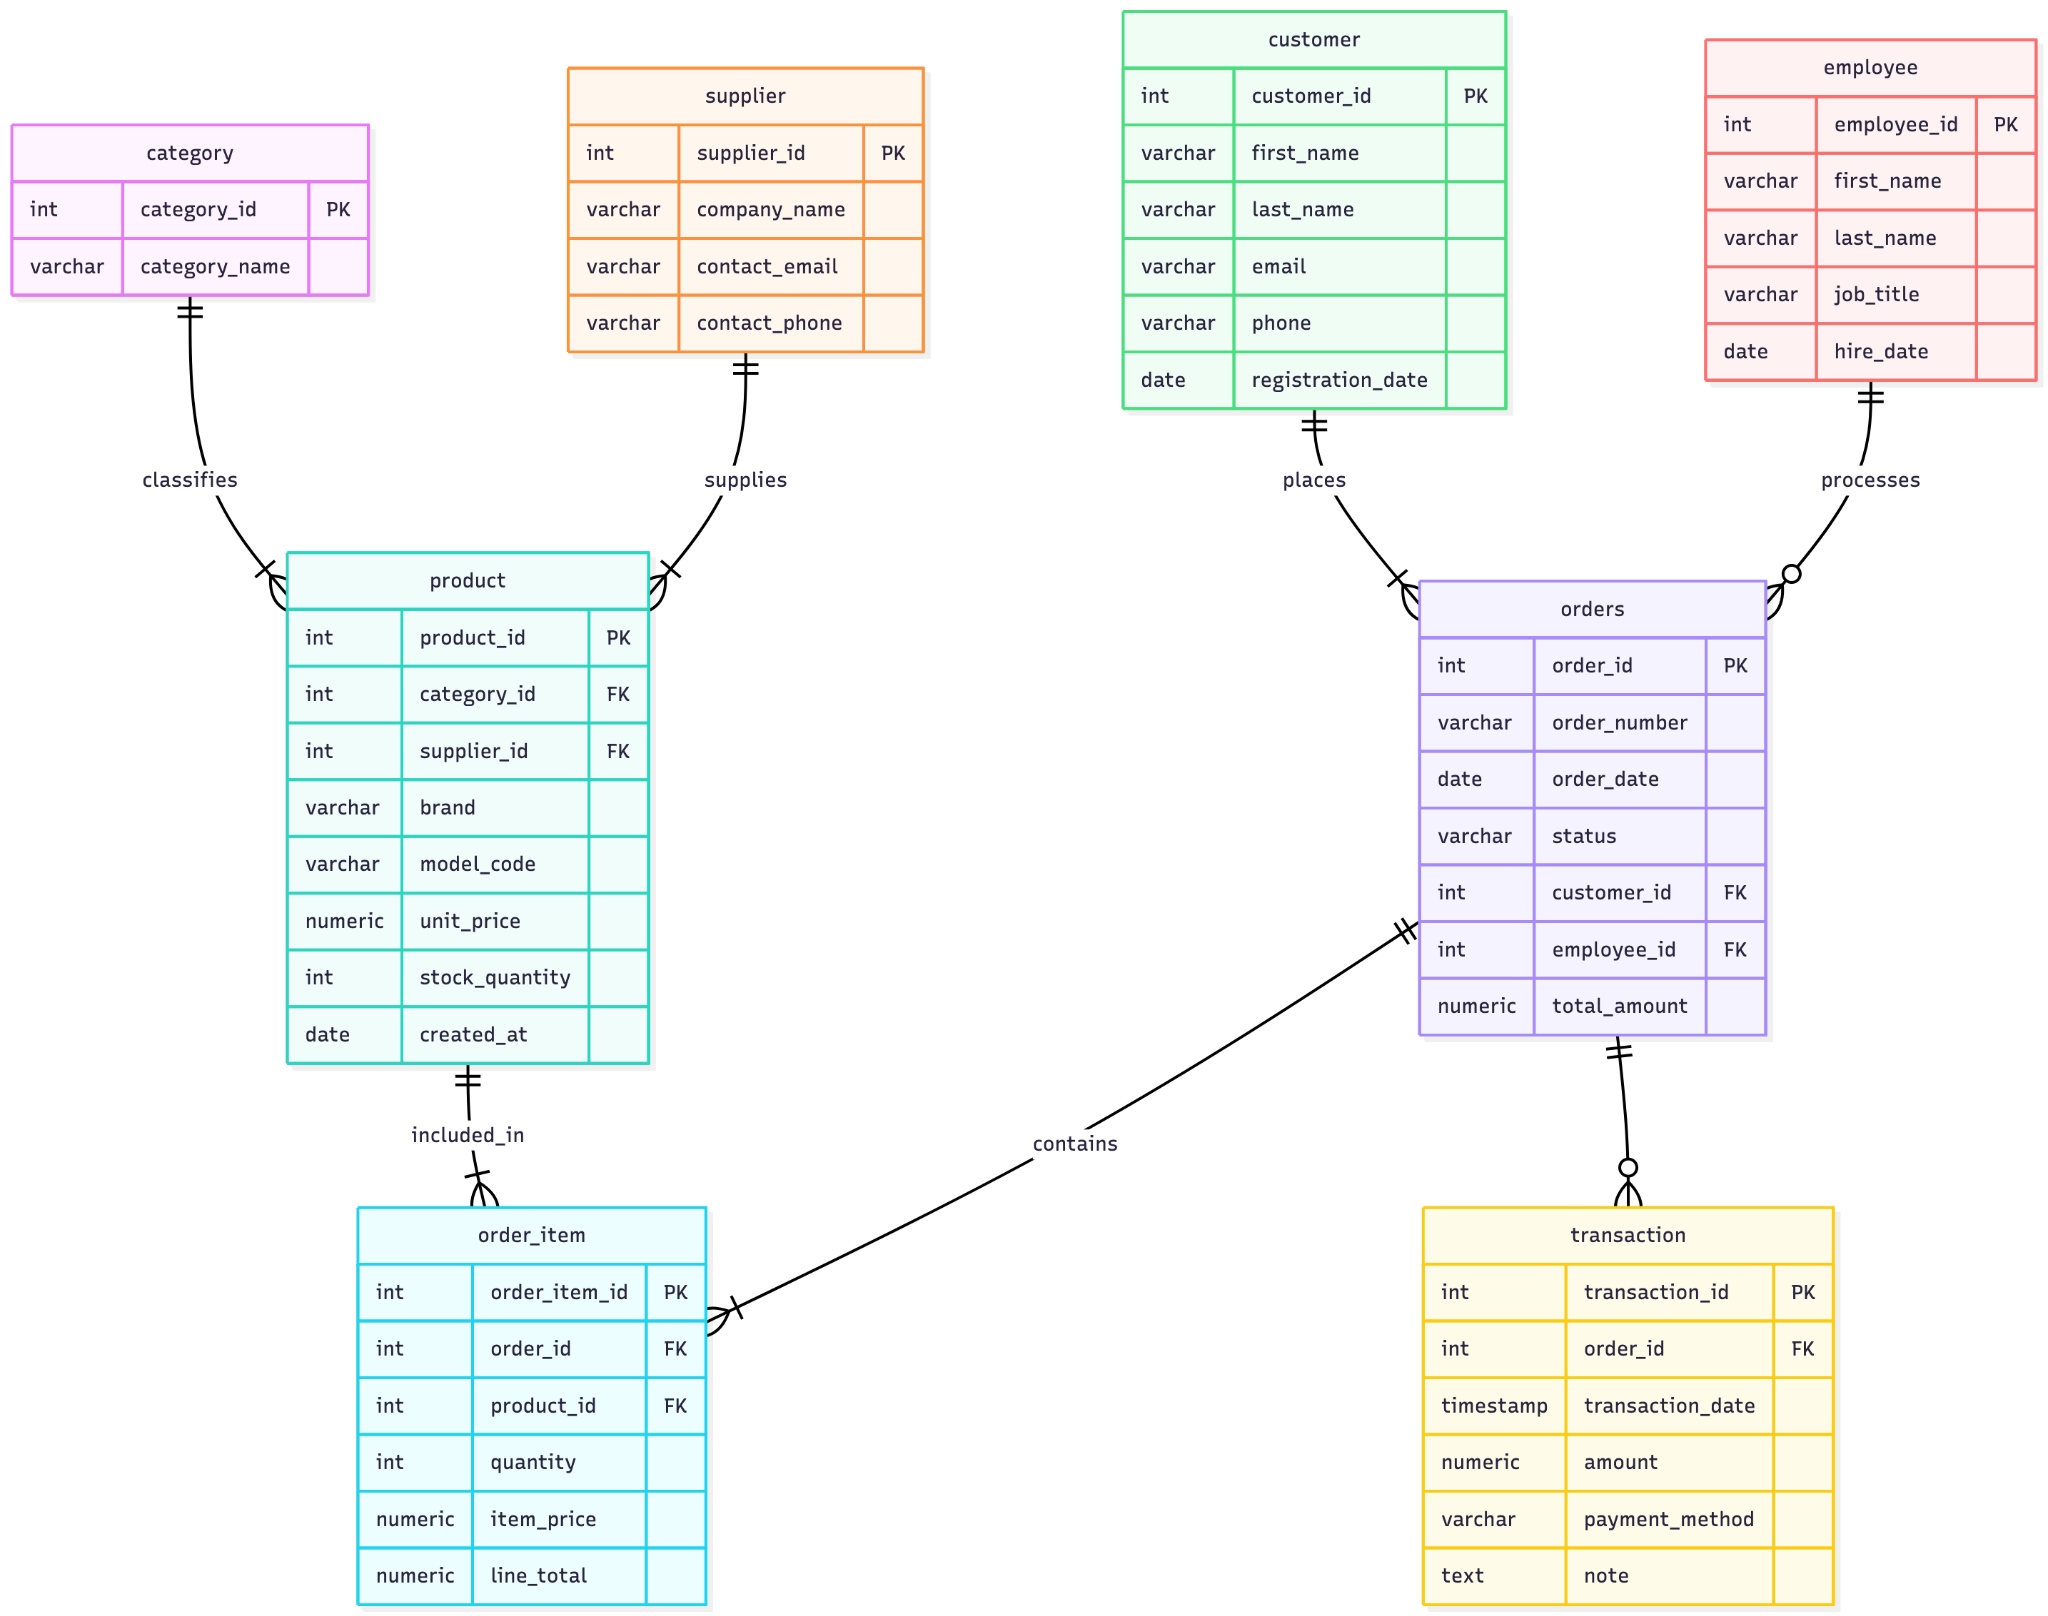 category
int category_id PK
varchar category_name
supplier
int supplier_id PK
varchar company_name
varchar contact_email
varchar contact_phone
customer
int customer_id PK
varchar first_name
varchar last_name
varchar email
varchar phone
date registration_date
employee
int employee_id PK
varchar first_name
varchar last_name
varchar job_title
date hire_date
classifies
supplies
places
processes
product
int product_id PK
int category_id FK
int supplier_id FK
varchar brand
varchar model_code
numeric unit_price
int stock_quantity
date created_at
orders
int order_id PK
varchar order_number
date order_date
varchar status
int customer_id FK
int employee_id FK
numeric total_amount
included_in
contains
order_item
int order_item_id PK
int order_id FK
int product_id FK
int quantity
numeric item_price
numeric line_total
transaction
int transaction_id PK
int order_id FK
timestamp transaction_date
numeric amount
varchar payment_method
text note